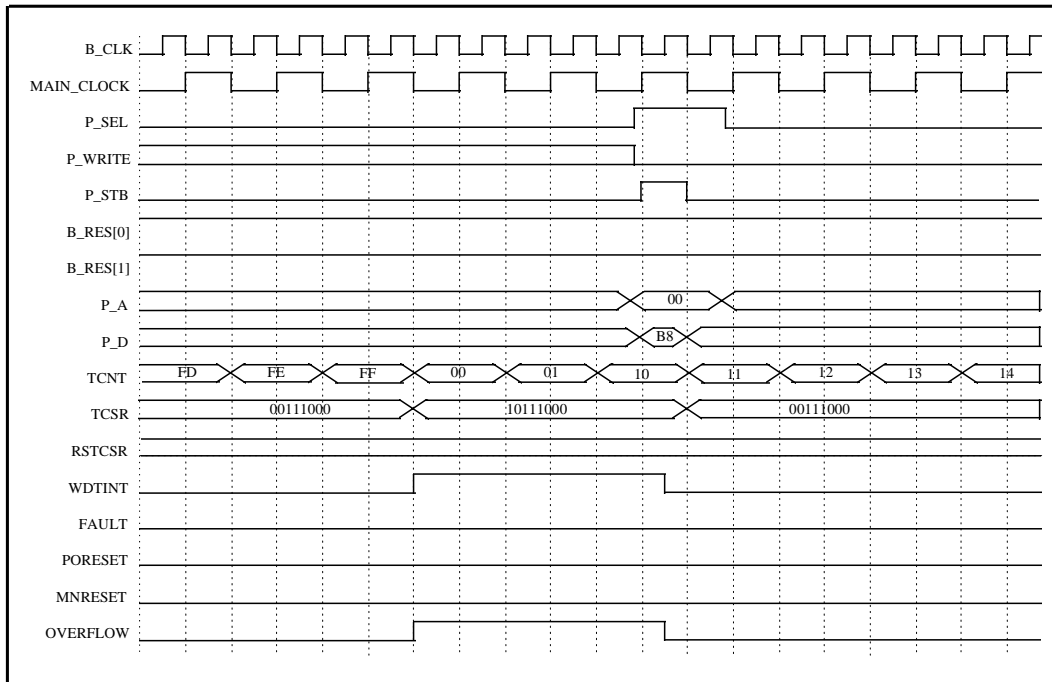 B_CLK
MAIN_CLOCK
P_SEL
P_WRITE
P_STB
B_RES[0]
B_RES[1]
P_A 00
P_D B8
TCNT FD FE FF 00 01 10 11 12 13 14
TCSR 00111000 10111000 00111000
RSTCSR
WDTINT
FAULT
PORESET
MNRESET
OVERFLOW